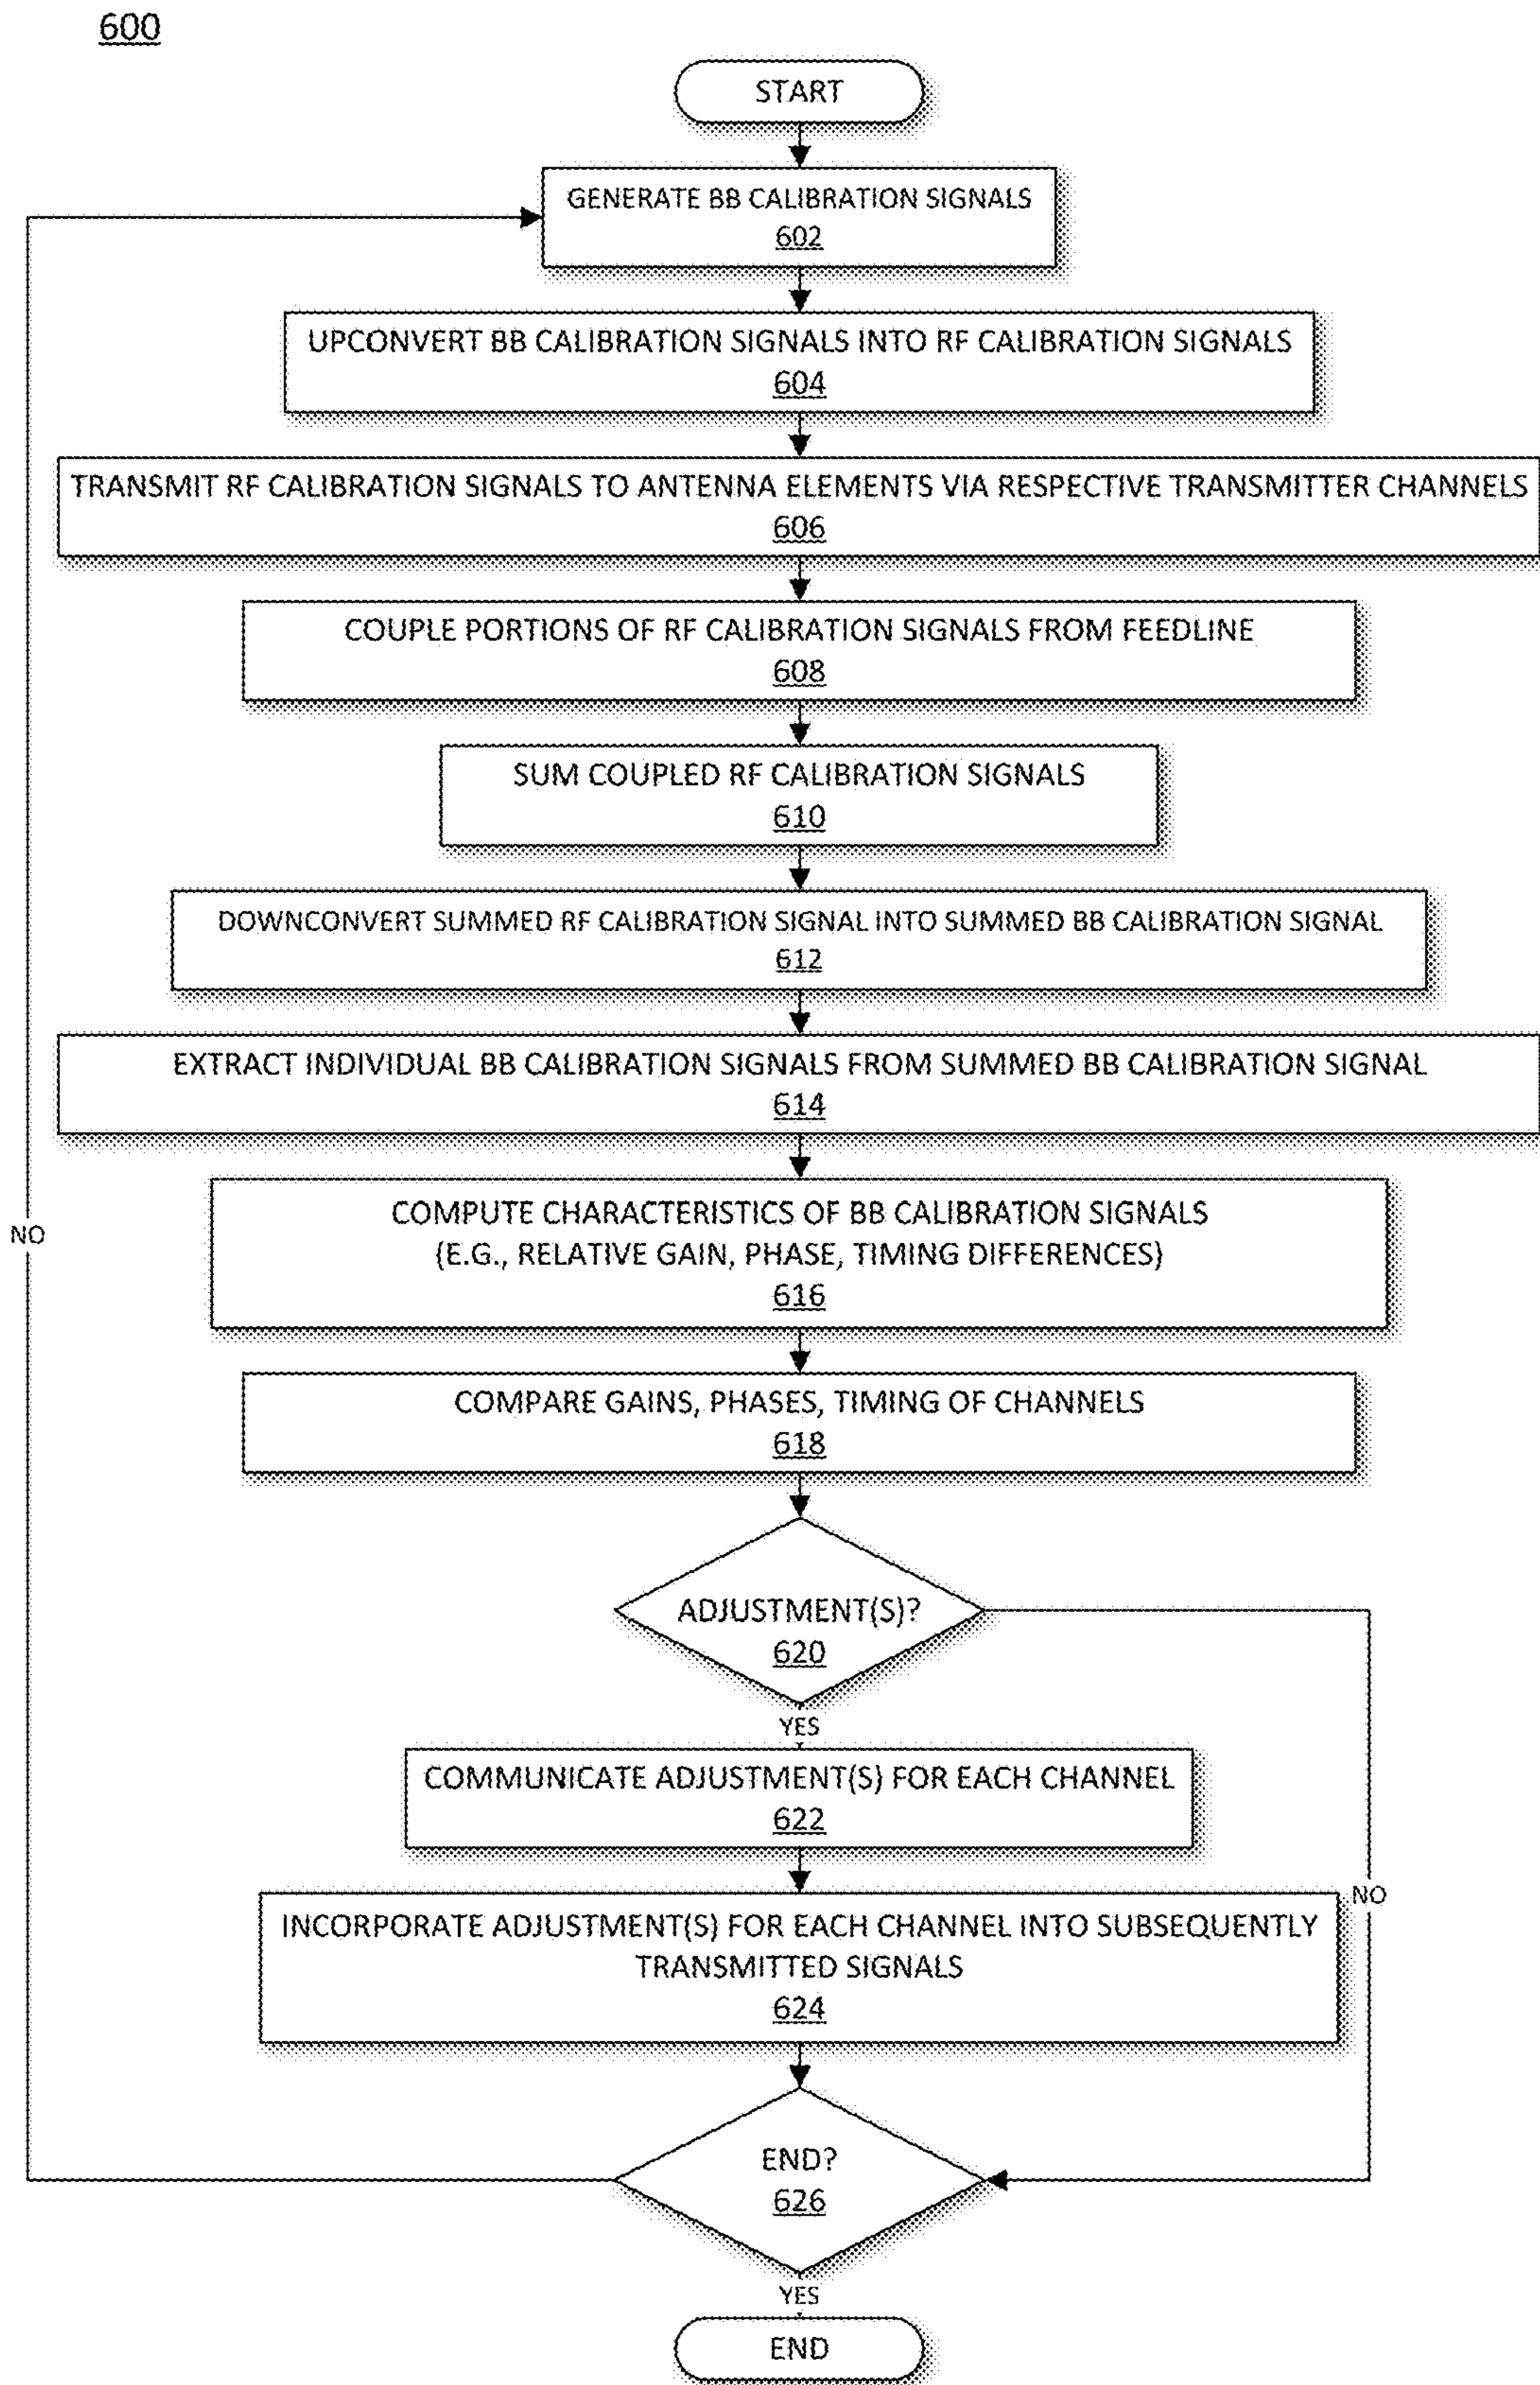 600
START
GENERATE BB CALIBRATION SIGNALS
602
UPCONVERT BB CALIBRATION SIGNALS INTO RF CALIBRATION SIGNALS
604
TRANSMIT RF CALIBRATION SIGNALS TO ANTENNA ELEMENTS VIA RESPECTIVE TRANSMITTER CHANNELS
606
COUPLE PORTIONS OF RF CALIBRATION SIGNALS FROM FEEDLINE
608
SUM COUPLED RF CALIBRATION SIGNALS
610
DOWNCONVERT SUMMED RF CALIBRATION SIGNAL INTO SUMMED BB CALIBRATION SIGNAL
612
EXTRACT INDIVIDUAL BB CALIBRATION SIGNALS FROM SUMMED BB CALIBRATION SIGNAL
614
COMPUTE CHARACTERISTICS OF BB CALIBRATION SIGNALS
(E.G., RELATIVE GAIN, PHASE, TIMING DIFFERENCES)
616
NO
COMPARE GAINS, PHASES, TIMING OF CHANNELS
618
ADJUSTMENT(S)?
620
YES
COMMUNICATE ADJUSTMENT(S) FOR EACH CHANNEL
622
NO
INCORPORATE ADJUSTMENT(S) FOR EACH CHANNEL INTO SUBSEQUENTLY
TRANSMITTED SIGNALS
624
END?
626
YES
END